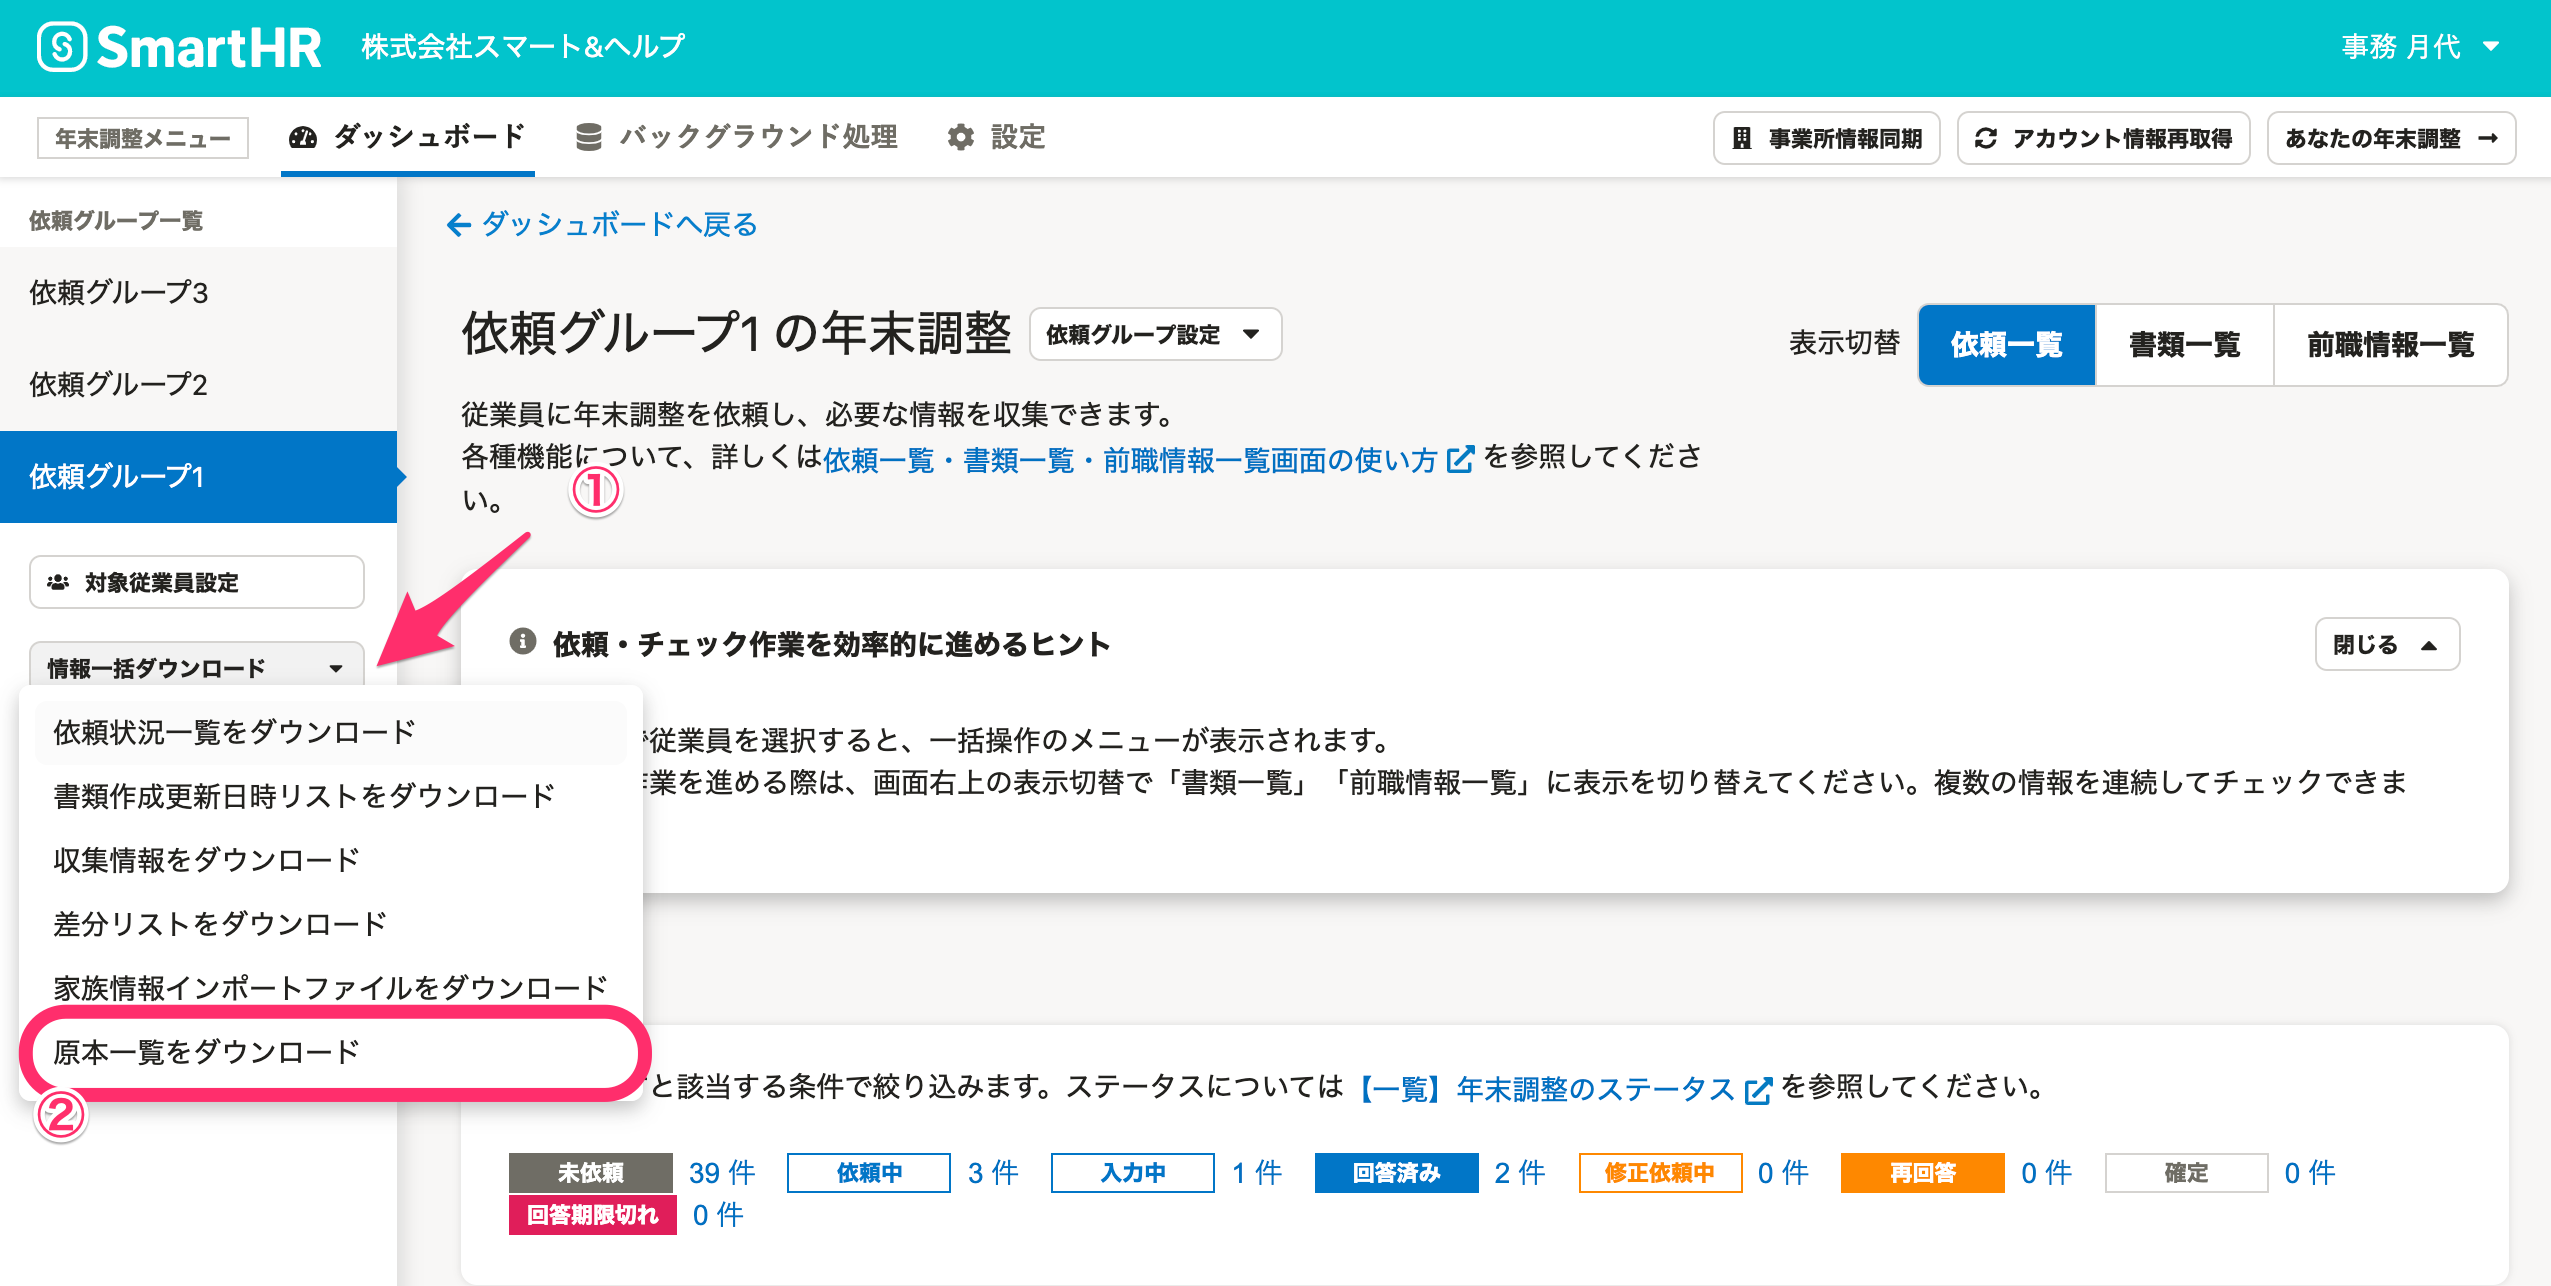 SmartHR 株式会社スマート&ヘルプ 事務 月代
年末調整メニュー ダッシュボード バックグラウンド処理 設定 事業所情報同期 アカウント情報再取得 あなたの年末調整 →
依頼グループ一覧
依頼グループ3
依頼グループ2
依頼グループ1
対象従業員設定
情報一括ダウンロード
依頼状況一覧をダウンロード
書類作成更新日時リストをダウンロード
収集情報をダウンロード
差分リストをダウンロード
家族情報インポートファイルをダウンロード
原本一覧をダウンロード
①
②
← ダッシュボードへ戻る
依頼グループ1 の年末調整 依頼グループ設定
表示切替 依頼一覧 書類一覧 前職情報一覧
従業員に年末調整を依頼し、必要な情報を収集できます。
各種機能について、詳しくは依頼一覧・書類一覧・前職情報一覧画面の使い方 を参照してくださ
い。
依頼・チェック作業を効率的に進めるヒント 閉じる
従業員を選択すると、一括操作のメニューが表示されます。
業を進める際は、画面右上の表示切替で「書類一覧」「前職情報一覧」に表示を切り替えてください。複数の情報を連続してチェックできま
と該当する条件で絞り込みます。ステータスについては【一覧】年末調整のステータス を参照してください。
未依頼 39 件 依頼中 3 件 入力中 1 件 回答済み 2 件 修正依頼中 0 件 再回答 0 件 確定 0 件
回答期限切れ 0 件